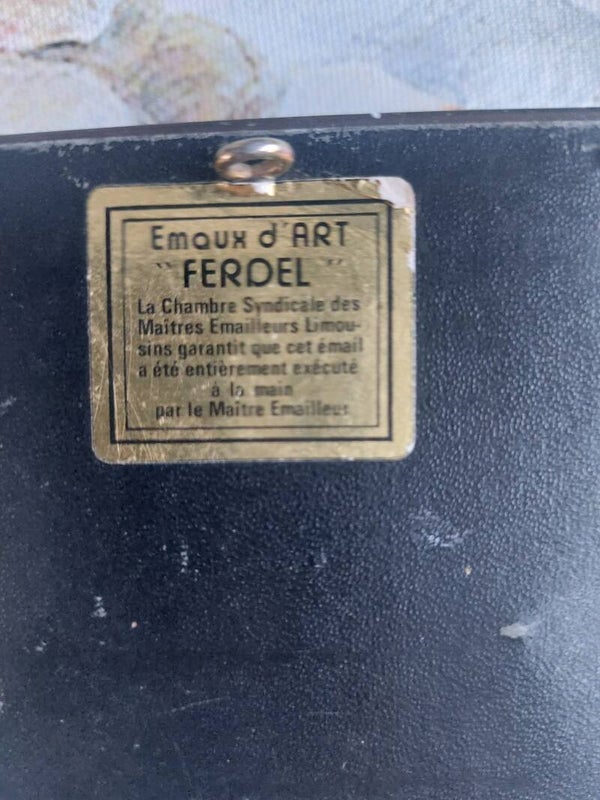 Emaux d'ART
"FERDEL"
La Chambre Syndicale des
Maîtres Emailleurs Limou-
sins garantit que cet émail
a été entièrement exécuté
à la main
par le Maître Emailleur